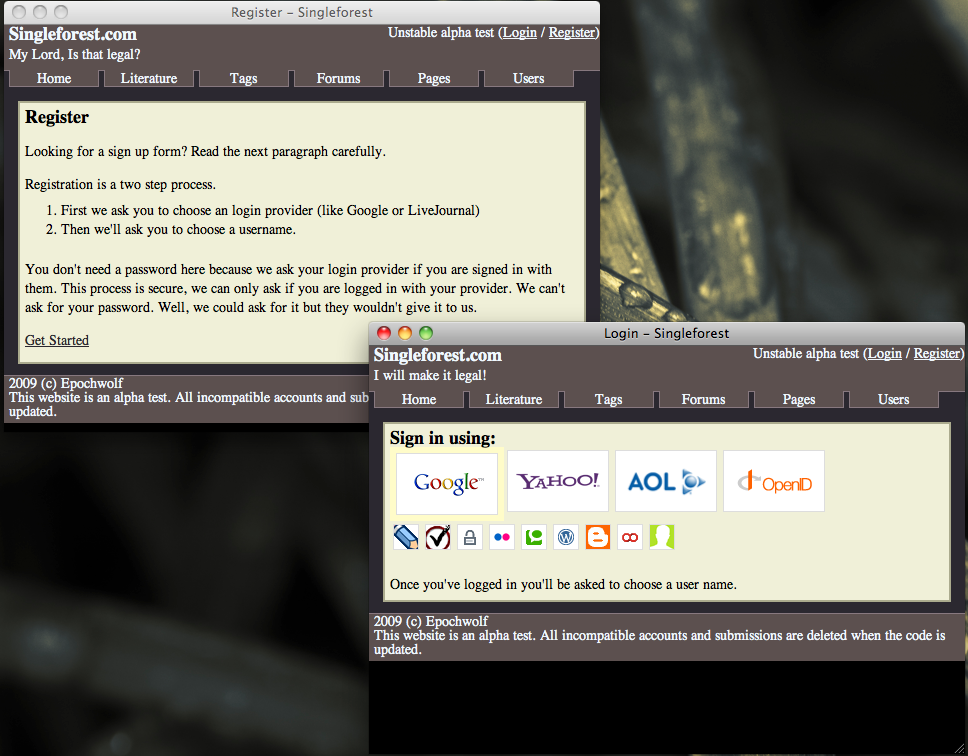 Register – Singleforest
Singleforest.com
Unstable alpha test (Login / Register)
My Lord, Is that legal?
Home Literature Tags Forums Pages Users
Register
Looking for a sign up form? Read the next paragraph carefully.
Registration is a two step process.
1. First we ask you to choose an login provider (like Google or LiveJournal)
2. Then we'll ask you to choose a username.
You don't need a password here because we ask your login provider if you are signed in with
them. This process is secure, we can only ask if you are logged in with your provider. We can't
ask for your password. Well, we could ask for it but they wouldn't give it to us.
Get Started
2009 (c) Epochwolf
This website is an alpha test. All incompatible accounts and sub
updated.
Login – Singleforest
Singleforest.com
Unstable alpha test (Login / Register)
I will make it legal!
Home Literature Tags Forums Pages Users
Sign in using:
Google™ YAHOO! AOL OpenID
Once you've logged in you'll be asked to choose a user name.
2009 (c) Epochwolf
This website is an alpha test. All incompatible accounts and submissions are deleted when the code is
updated.